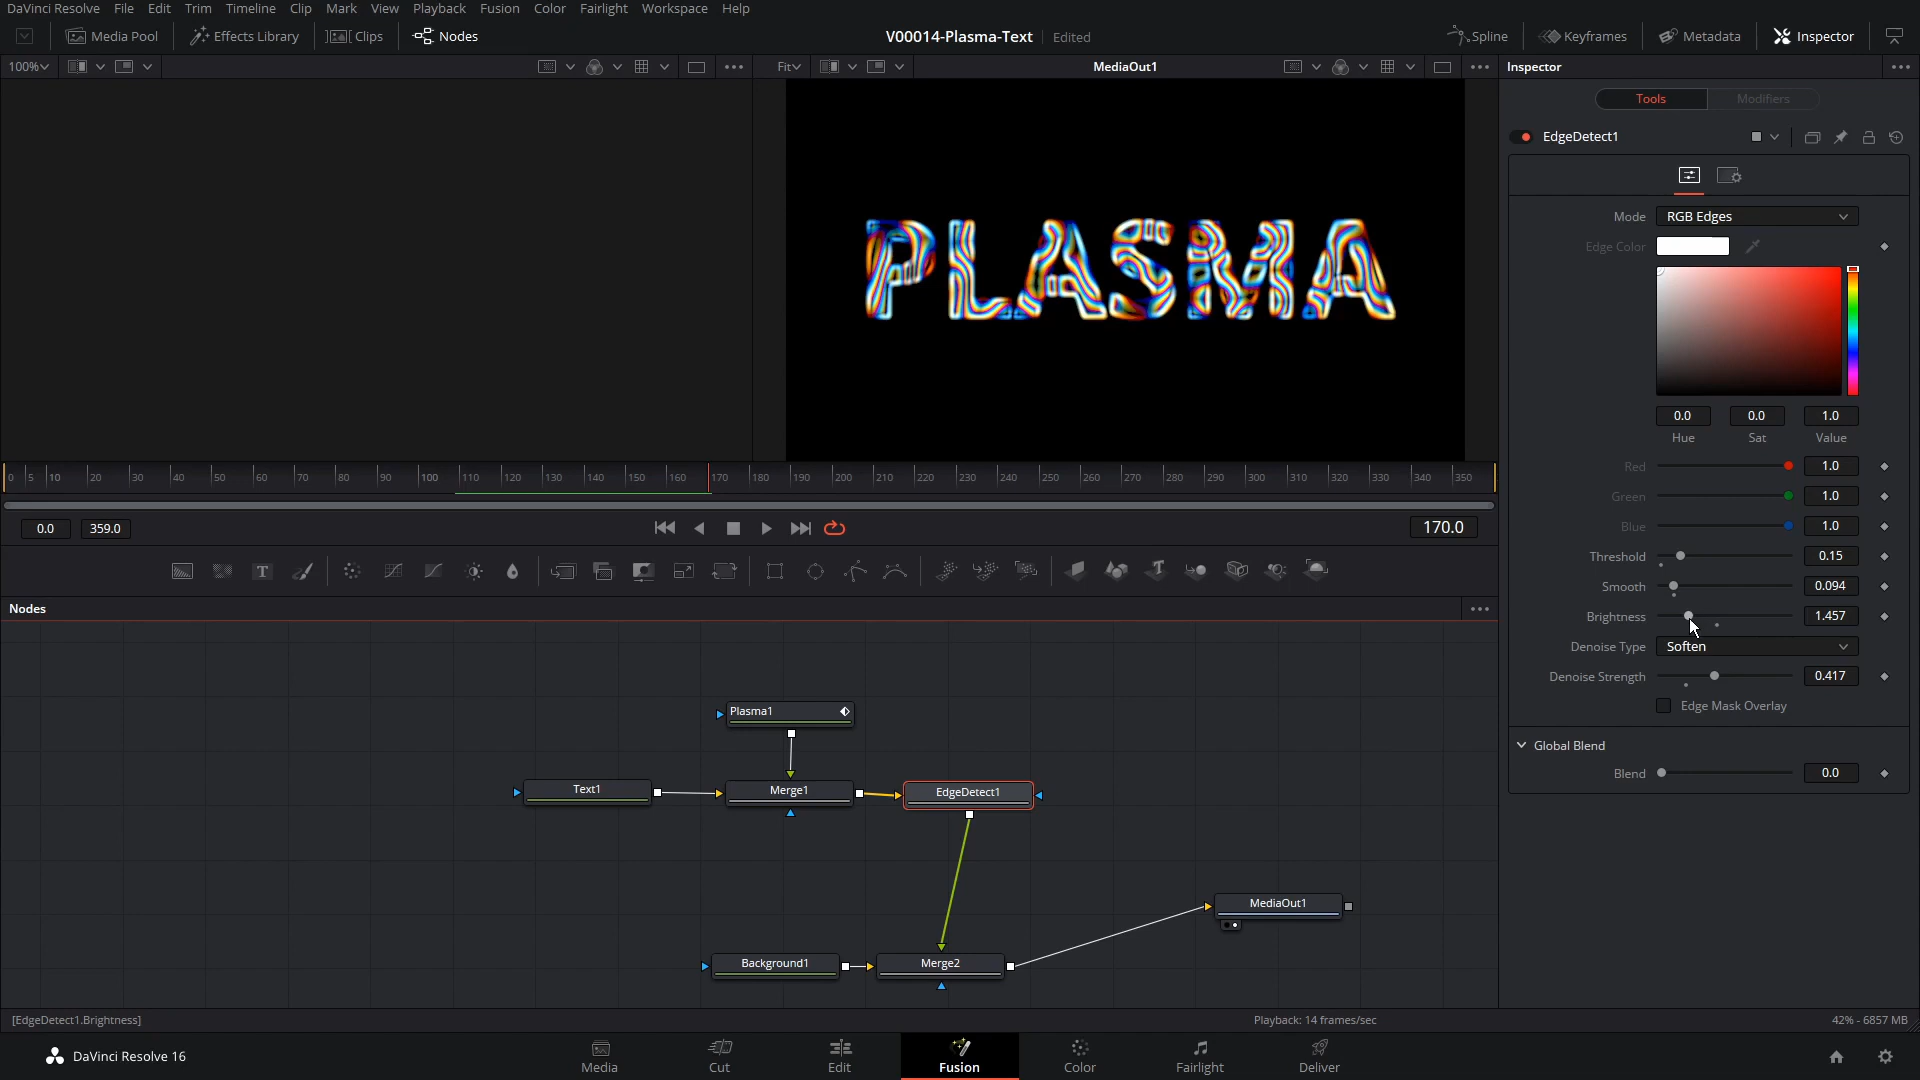 DaVinci Resolve File Edit Trim Timeline Clip Mark View Playback Fusion Color Fairlight Workspace Help
Media Pool Effects Library Clips Nodes V00014-Plasma-Text Edited Spline Keyframes Metadata Inspector
100% Fit MediaOut1 Inspector
Tools Modifiers
EdgeDetect1
Mode RGB Edges
Edge Color
PLASMA
0.0 0.0 1.0
Hue Sat Value
Red 1.0
0 5 10 20 30 40 50 60 70 80 90 100 110 120 130 140 150 160 170 180 190 200 210 220 230 240 250 260 270 280 290 300 310 320 330 340 350
Green 1.0
0.0 359.0 170.0
Blue 1.0
Threshold 0.15
T
T
Smooth 0.094
Nodes
Brightness 1.457
Denoise Type Soften
Denoise Strength 0.417
Edge Mask Overlay
Plasma1
Global Blend
Blend 0.0
Text1 Merge1 EdgeDetect1
MediaOut1
Background1 Merge2
[EdgeDetect1.Brightness] Playback: 14 frames/sec 42% - 6857 MB
DaVinci Resolve 16 Media Cut Edit Fusion Color Fairlight Deliver